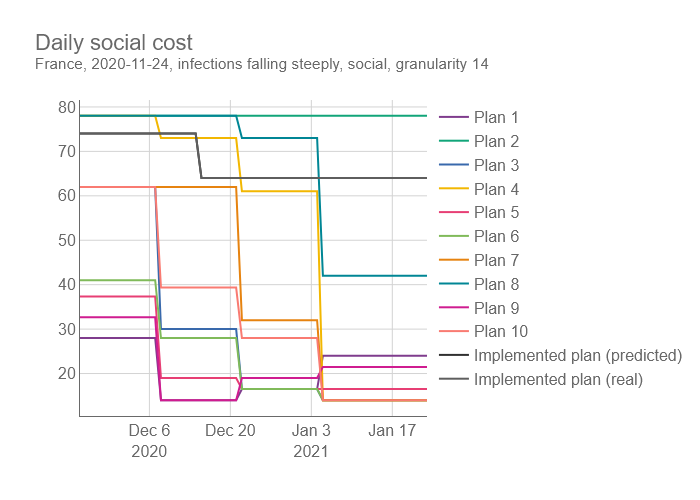 Daily social cost
France, 2020-11-24, infections falling steeply, social, granularity 14
80
70
60
50
40
30
20
Dec 6
2020
Dec 20
Jan 3
2021
Jan 17
Plan 1
Plan 2
Plan 3
Plan 4
Plan 5
Plan 6
Plan 7
Plan 8
Plan 9
Plan 10
Implemented plan (predicted)
Implemented plan (real)